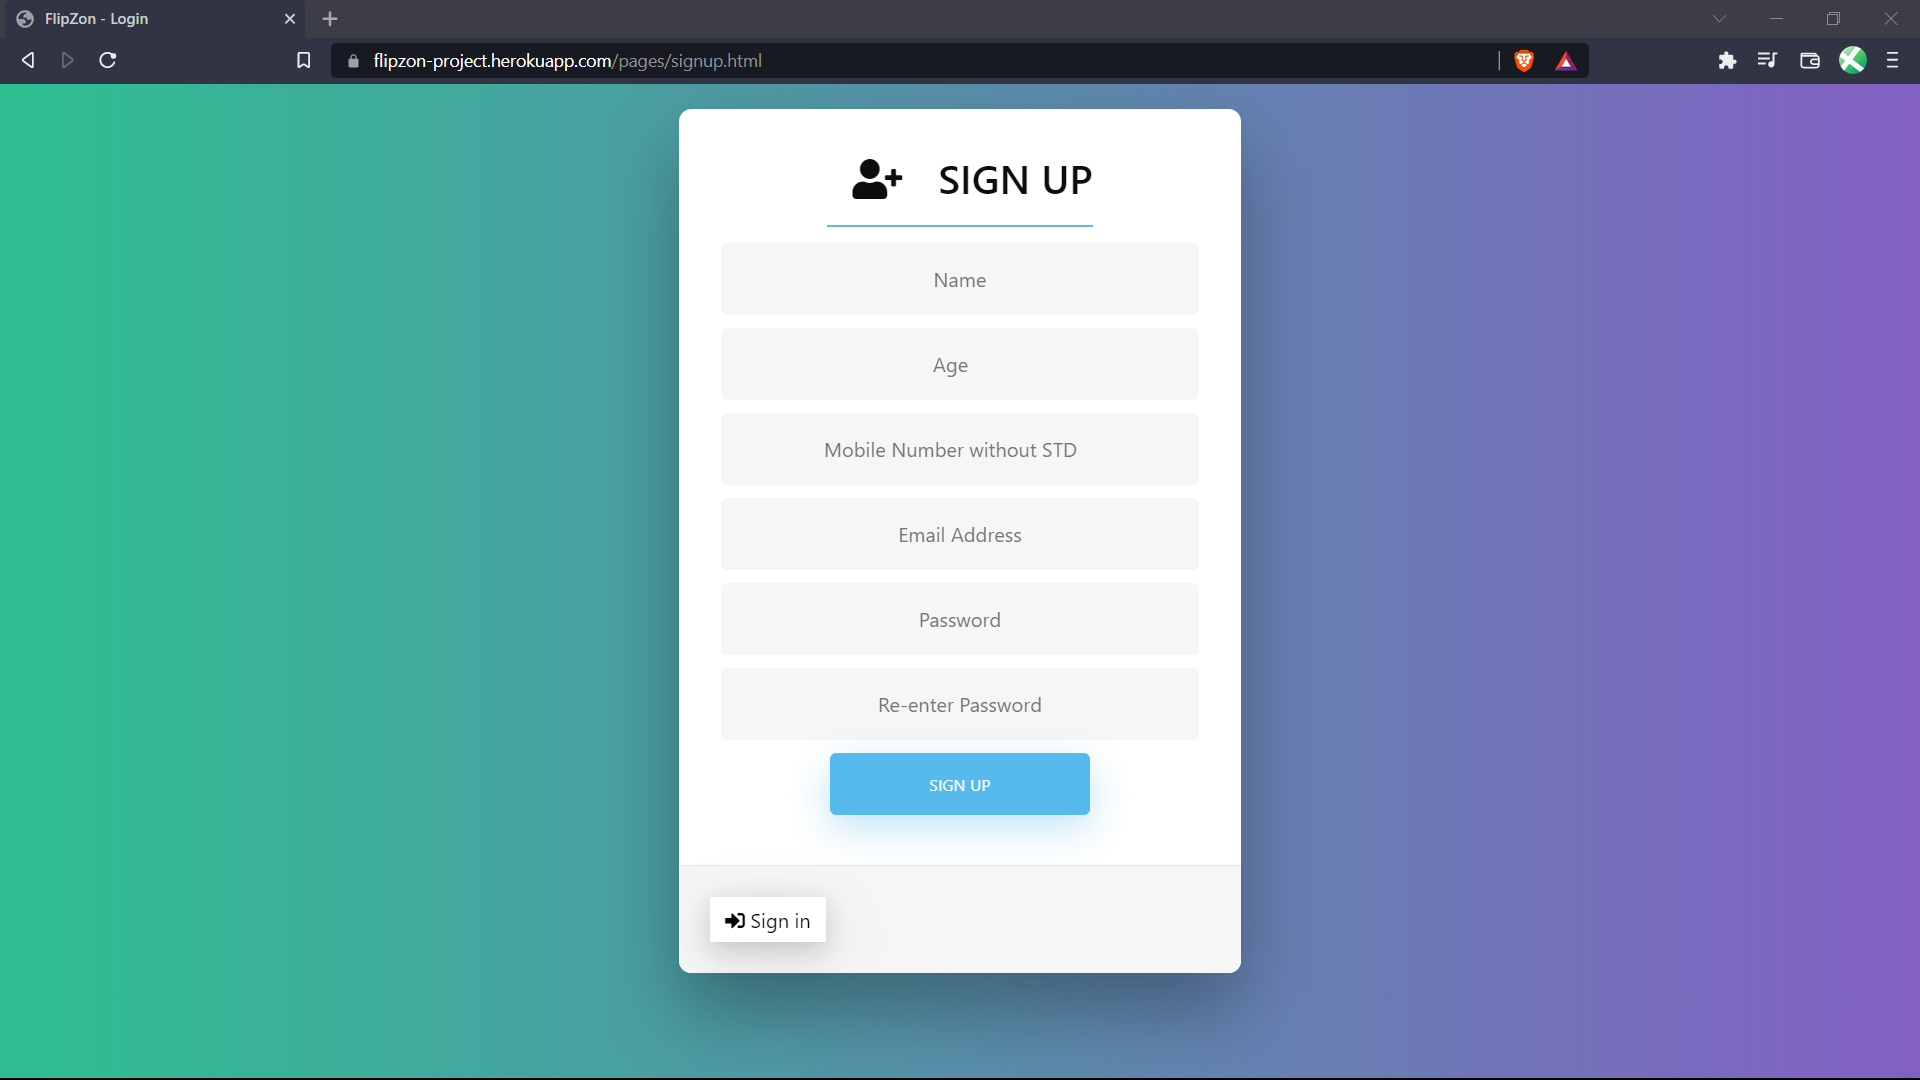 FlipZon - Login
flipzon-project.herokuapp.com/pages/signup.html
SIGN UP
Name
Age
Mobile Number without STD
Email Address
Password
Re-enter Password
SIGN UP
Sign in